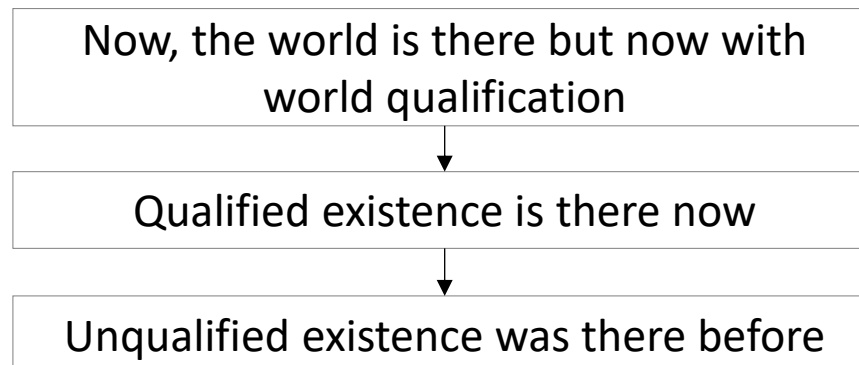 Now, the world is there but now with
world qualification
Qualified existence is there now
Unqualified existence was there before